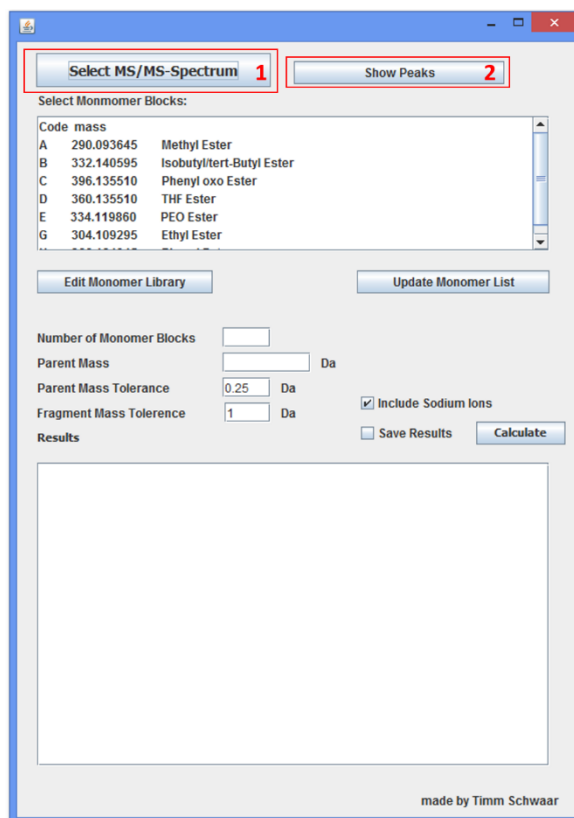 Select MS/MS-Spectrum 1
Show Peaks 2
Select Monmomer Blocks:
Code mass
A 290.093645 Methyl Ester
B 332.140595 Isobutyl/tert-Butyl Ester
C 396.135510 Phenyl oxo Ester
D 360.135510 THF Ester
E 334.119860 PEO Ester
G 304.109295 Ethyl Ester
Edit Monomer Library
Update Monomer List
Number of Monomer Blocks
Parent Mass Da
Parent Mass Tolerance 0.25 Da
Fragment Mass Tolerence 1 Da
Include Sodium Ions
Results
Save Results
Calculate
made by Timm Schwaar